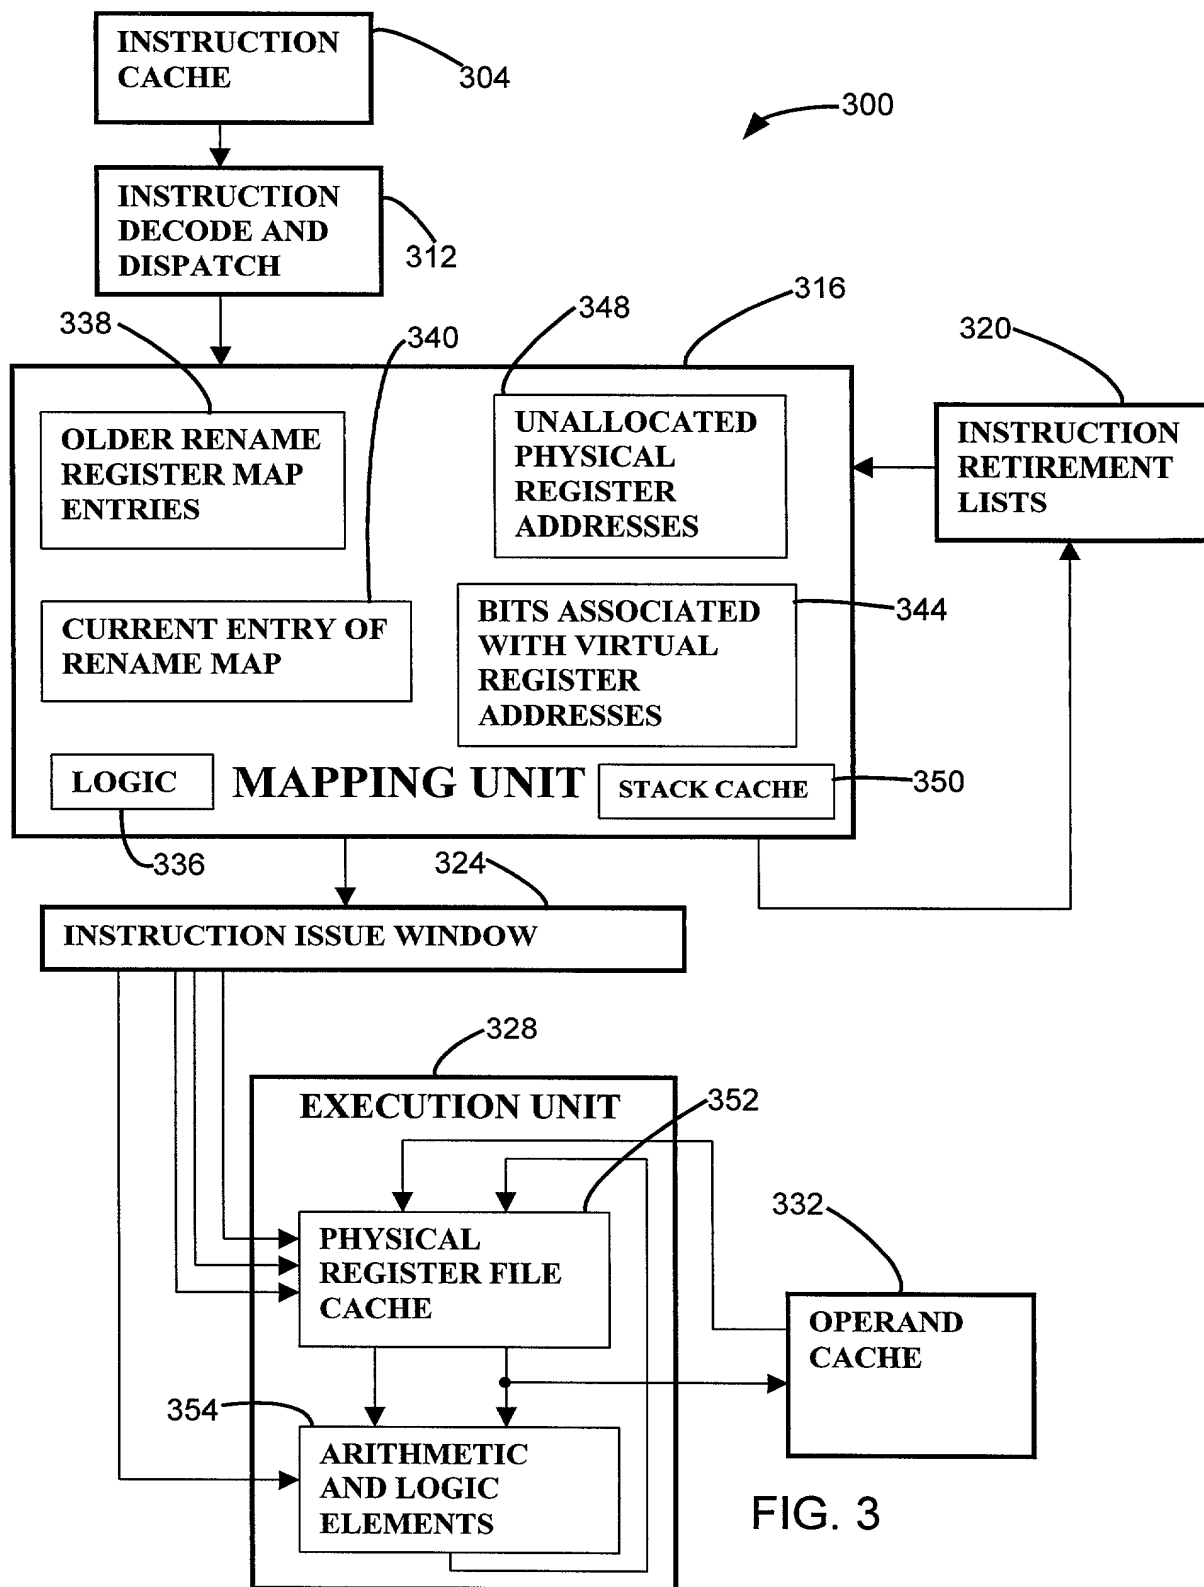 INSTRUCTION
CACHE
304
300
INSTRUCTION
DECODE AND
DISPATCH
312
316
338
340
348
320
OLDER RENAME
REGISTER MAP
ENTRIES
UNALLOCATED
PHYSICAL
REGISTER
ADDRESSES
INSTRUCTION
RETIREMENT
LISTS
CURRENT ENTRY OF
RENAME MAP
BITS ASSOCIATED
WITH VIRTUAL
REGISTER
ADDRESSES
344
LOGIC
MAPPING UNIT
STACK CACHE
350
336
324
INSTRUCTION ISSUE WINDOW
328
EXECUTION UNIT
352
332
PHYSICAL
REGISTER FILE
CACHE
OPERAND
CACHE
354
ARITHMETIC
AND LOGIC
ELEMENTS
FIG. 3